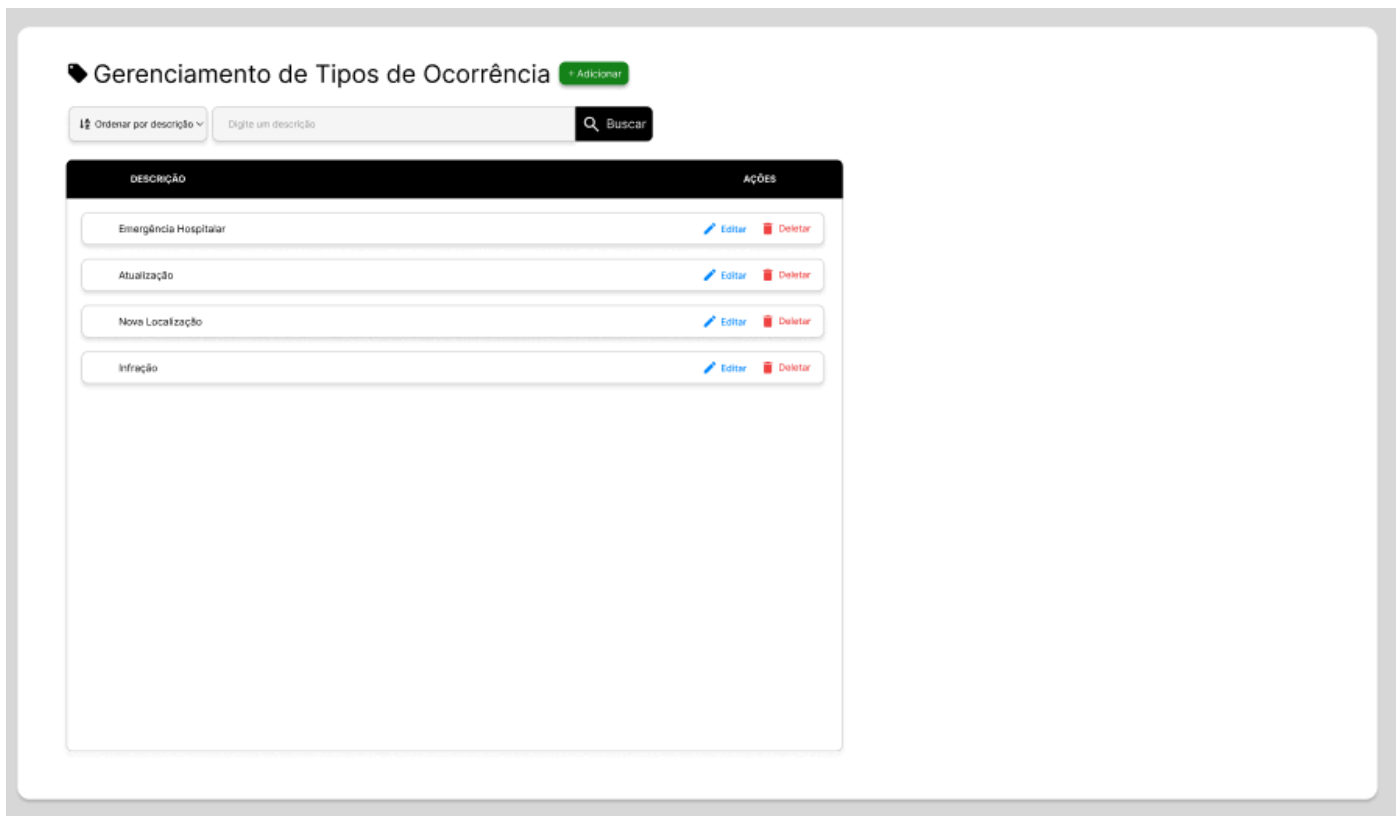 Gerenciamento de Tipos de Ocorrência + Adicionar
Ordenar por descrição Digite um descrição Buscar
DESCRIÇÃO AÇÕES
Emergência Hospitalar Editar Deletar
Atualização Editar Deletar
Nova Localização Editar Deletar
Infração Editar Deletar